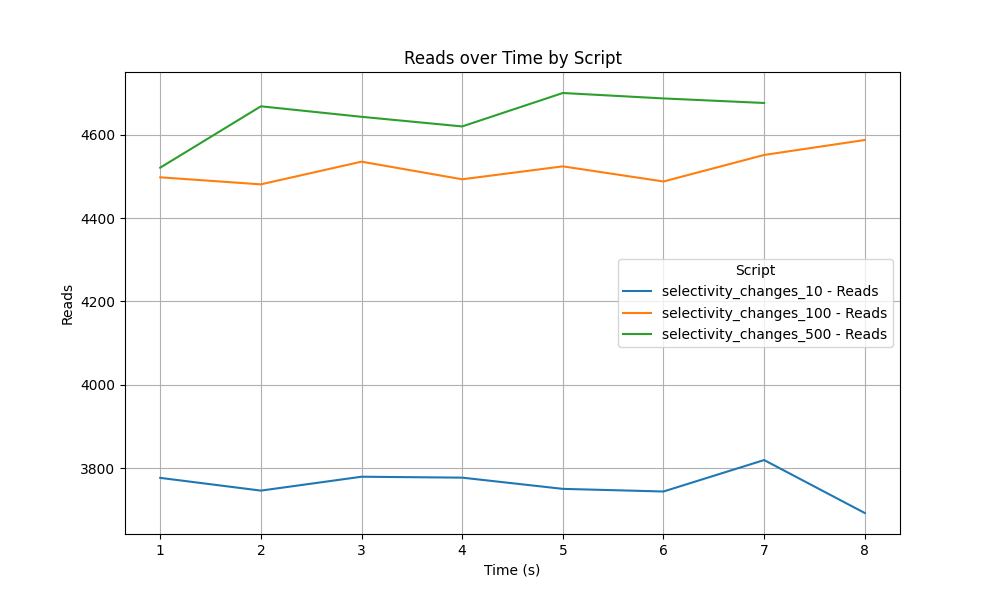 Reads over Time by Script
4600
4400
4200
4000
3800
Reads
Script
selectivity_changes_10 - Reads
selectivity_changes_100 - Reads
selectivity_changes_500 - Reads
1 2 3 4 5 6 7 8
Time (s)